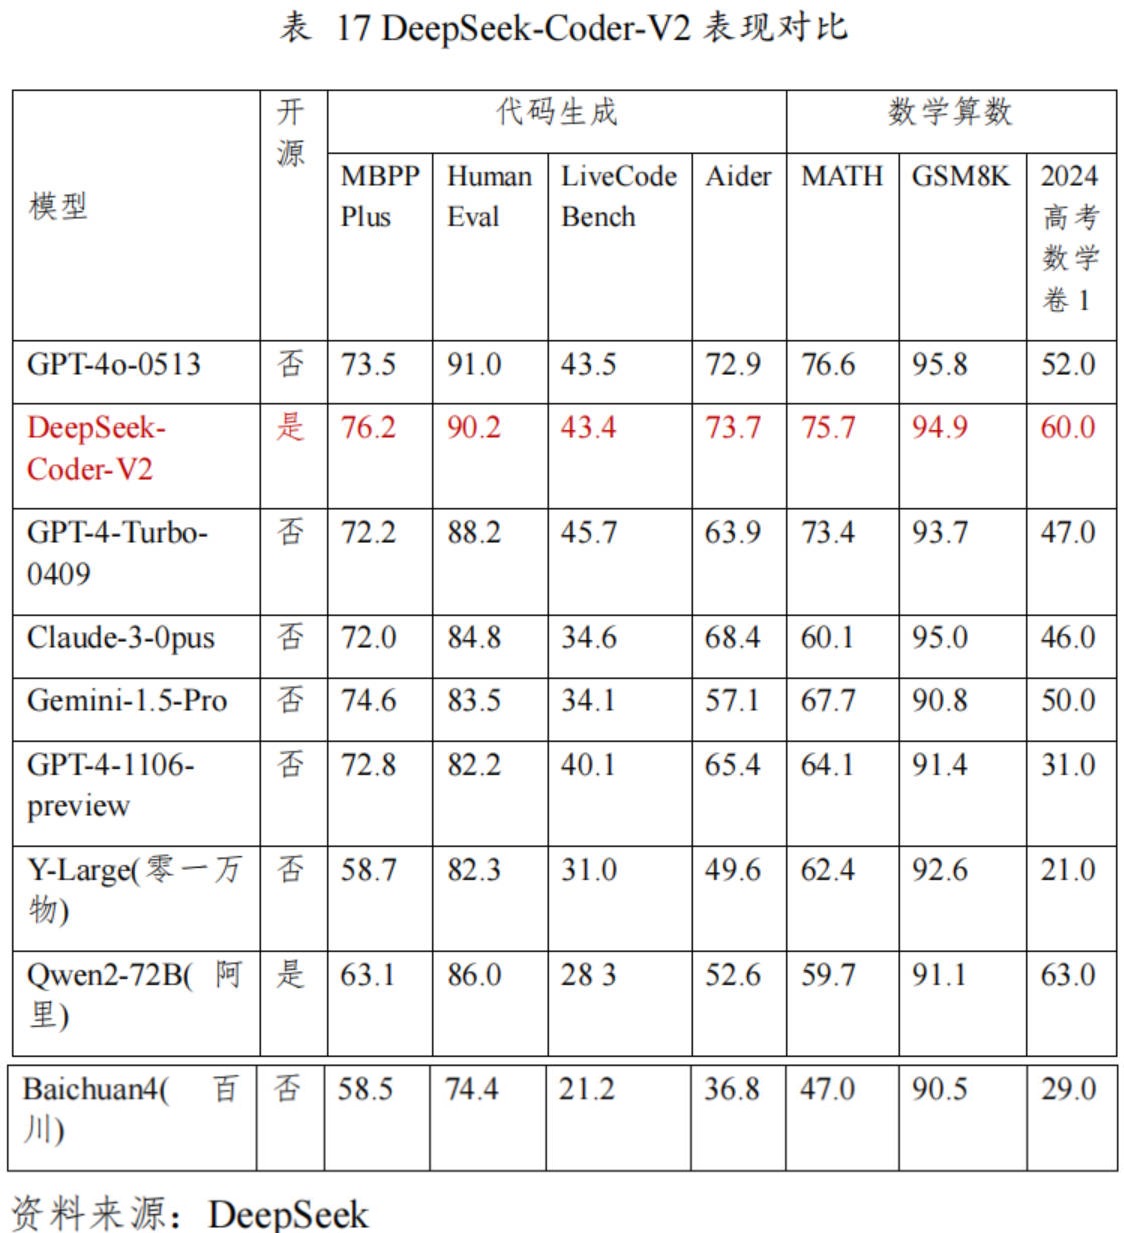 表 17 DeepSeek-Coder-V2 表现对比
模型 开源 代码生成 数学算数
MBPP Plus Human Eval LiveCode Bench Aider MATH GSM8K 2024高考数学卷1
GPT-4o-0513 否 73.5 91.0 43.5 72.9 76.6 95.8 52.0
DeepSeek-Coder-V2 是 76.2 90.2 43.4 73.7 75.7 94.9 60.0
GPT-4-Turbo-0409 否 72.2 88.2 45.7 63.9 73.4 93.7 47.0
Claude-3-0pus 否 72.0 84.8 34.6 68.4 60.1 95.0 46.0
Gemini-1.5-Pro 否 74.6 83.5 34.1 57.1 67.7 90.8 50.0
GPT-4-1106-preview 否 72.8 82.2 40.1 65.4 64.1 91.4 31.0
Y-Large(零一万物) 否 58.7 82.3 31.0 49.6 62.4 92.6 21.0
Qwen2-72B(阿里) 是 63.1 86.0 28 3 52.6 59.7 91.1 63.0
Baichuan4(百川) 否 58.5 74.4 21.2 36.8 47.0 90.5 29.0
资料来源：DeepSeek